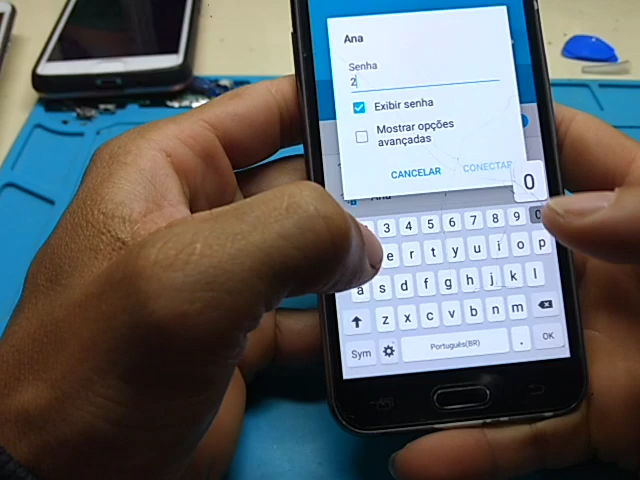 Ana
Senha
2
Exibir senha
Mostrar opções
avançadas
CANCELAR CONECTAR
0
3 4 5 6 7 8 9 0
e r t y u i o p
a s d f g h j k l
z x c v b n m
Sym Português(BR) . OK